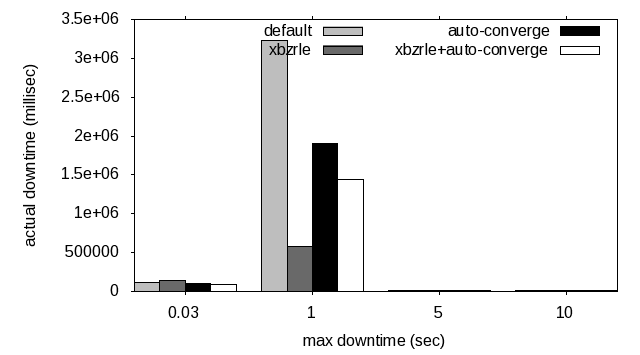 3.5e+06
3e+06
2.5e+06
2e+06
1.5e+06
1e+06
500000
0
actual downtime (millisec)
default
xbzrle
auto-converge
xbzrle+auto-converge
0.03
1
5
10
max downtime (sec)